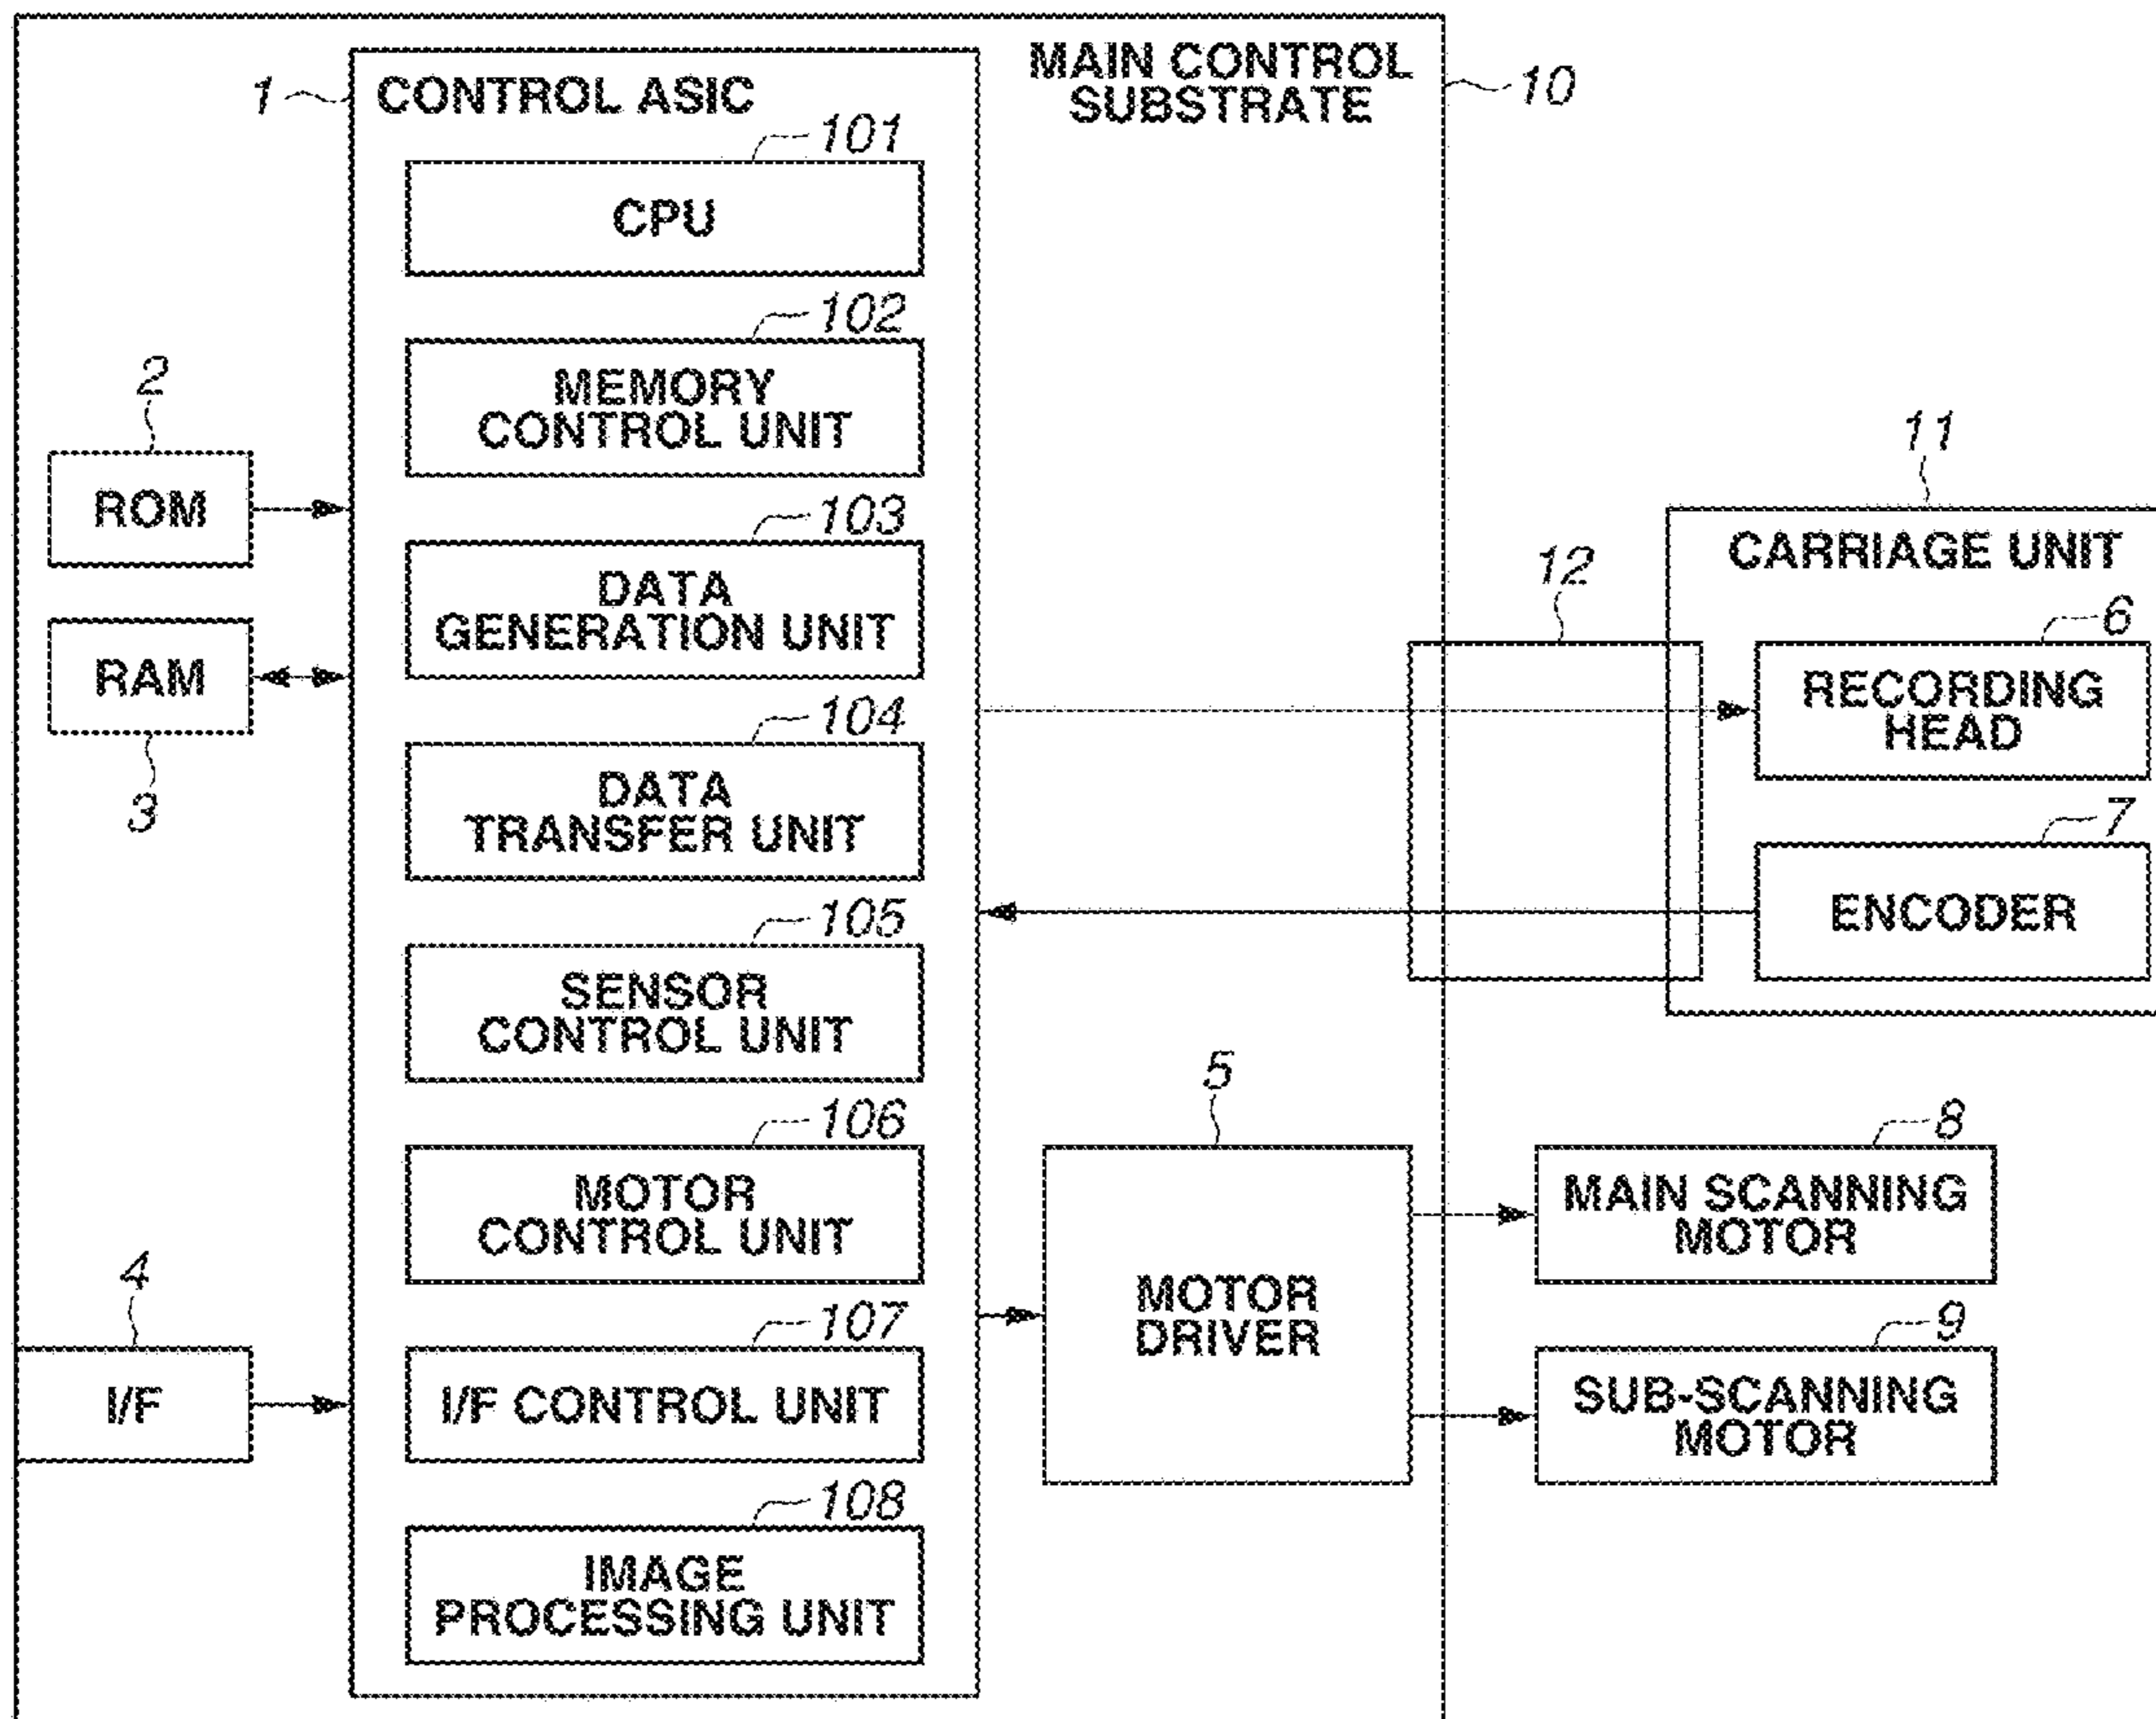 MAIN CONTROL
SUBSTRATE
10
1
CONTROL ASIC
101
CPU
102
MEMORY
CONTROL UNIT
2
ROM
103
DATA
GENERATION UNIT
RAM
3
104
DATA
TRANSFER UNIT
105
SENSOR
CONTROL UNIT
106
MOTOR
CONTROL UNIT
4
I/F
107
I/F CONTROL UNIT
108
IMAGE
PROCESSING UNIT
11
CARRIAGE UNIT
12
6
RECORDING
HEAD
7
ENCODER
5
MOTOR
DRIVER
8
MAIN SCANNING
MOTOR
9
SUB-SCANNING
MOTOR